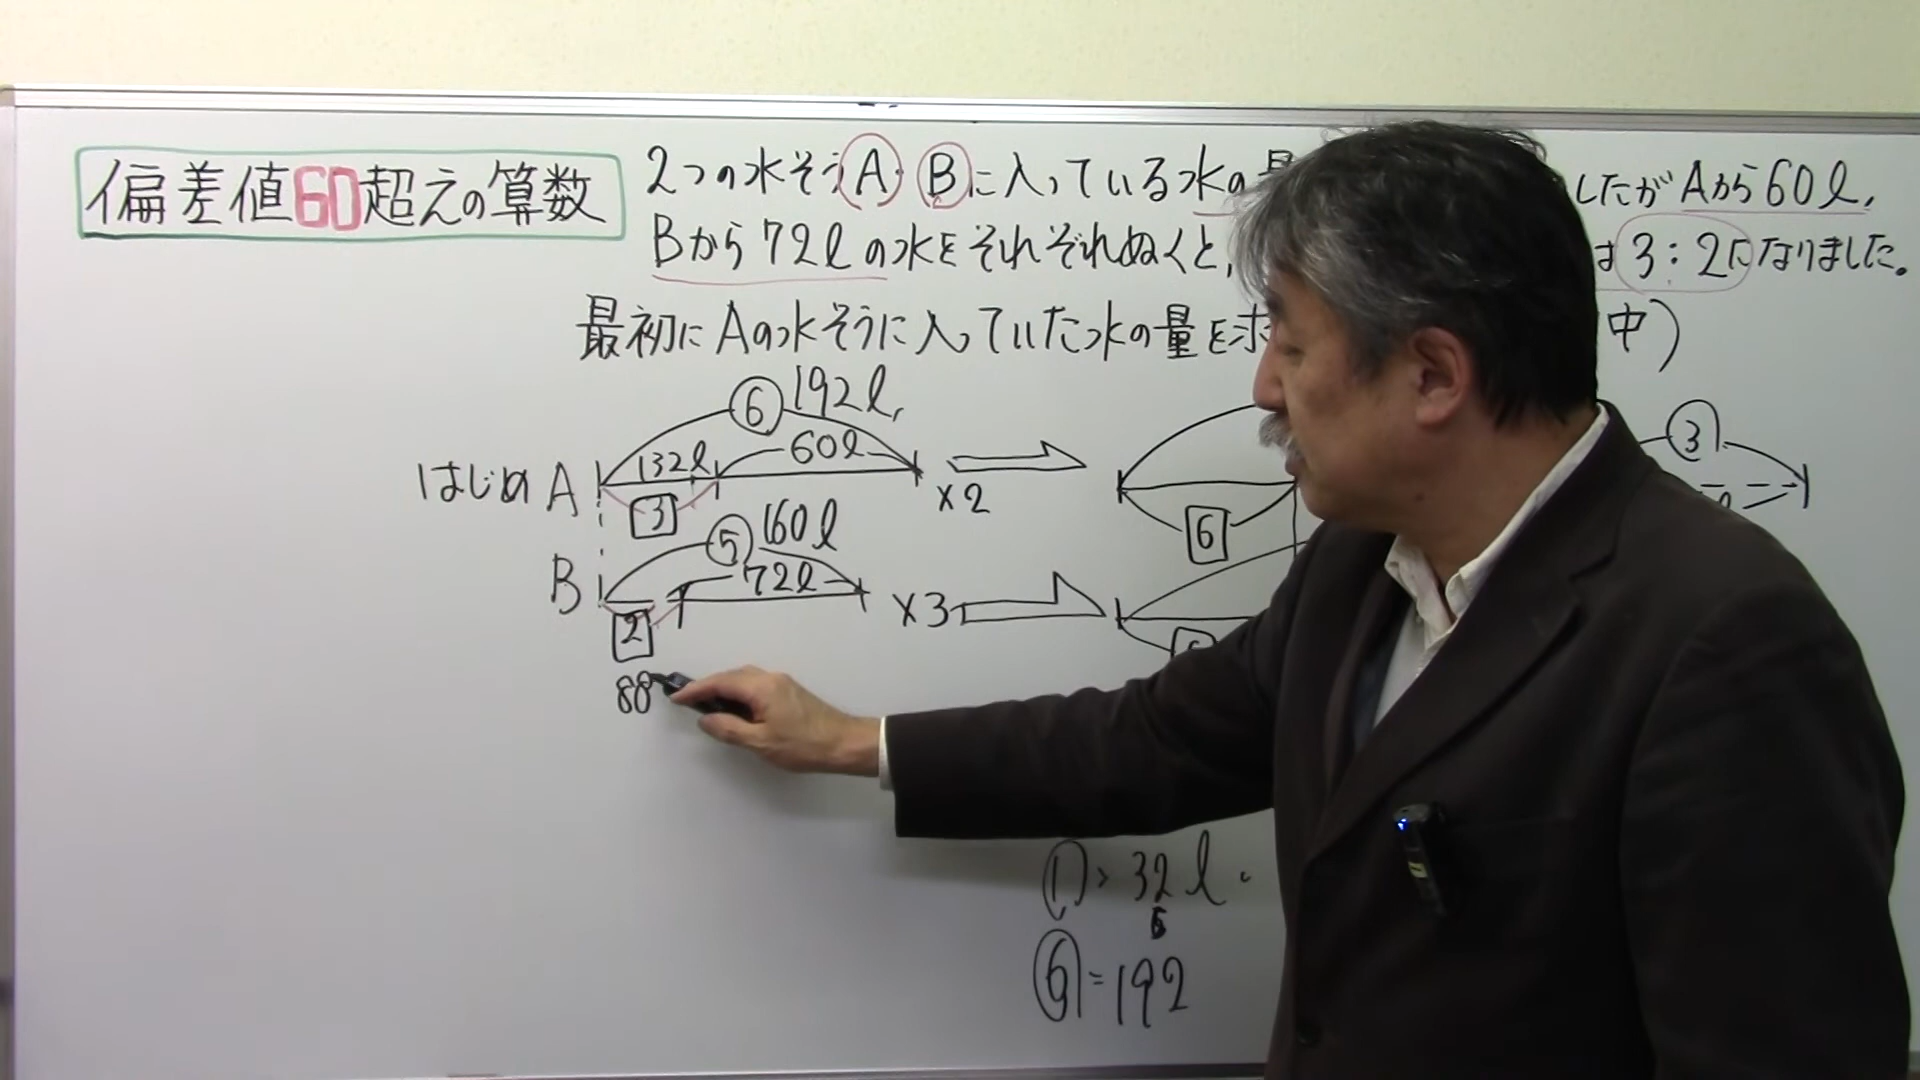 偏差値60超えの算数
2つの水そうA・Bに入っている水の したがAから60ℓ,
Bから72ℓの水をそれぞれぬくと, は3:2になりました。
最初にAの水そうに入っていた水の量を求 中)
⑥ 192ℓ
132ℓ 60ℓ
はじめ A
3
×2
6
③
⑤ 160ℓ
72ℓ
B
2
×3
88
① > 32ℓ
6
⑥ = 192